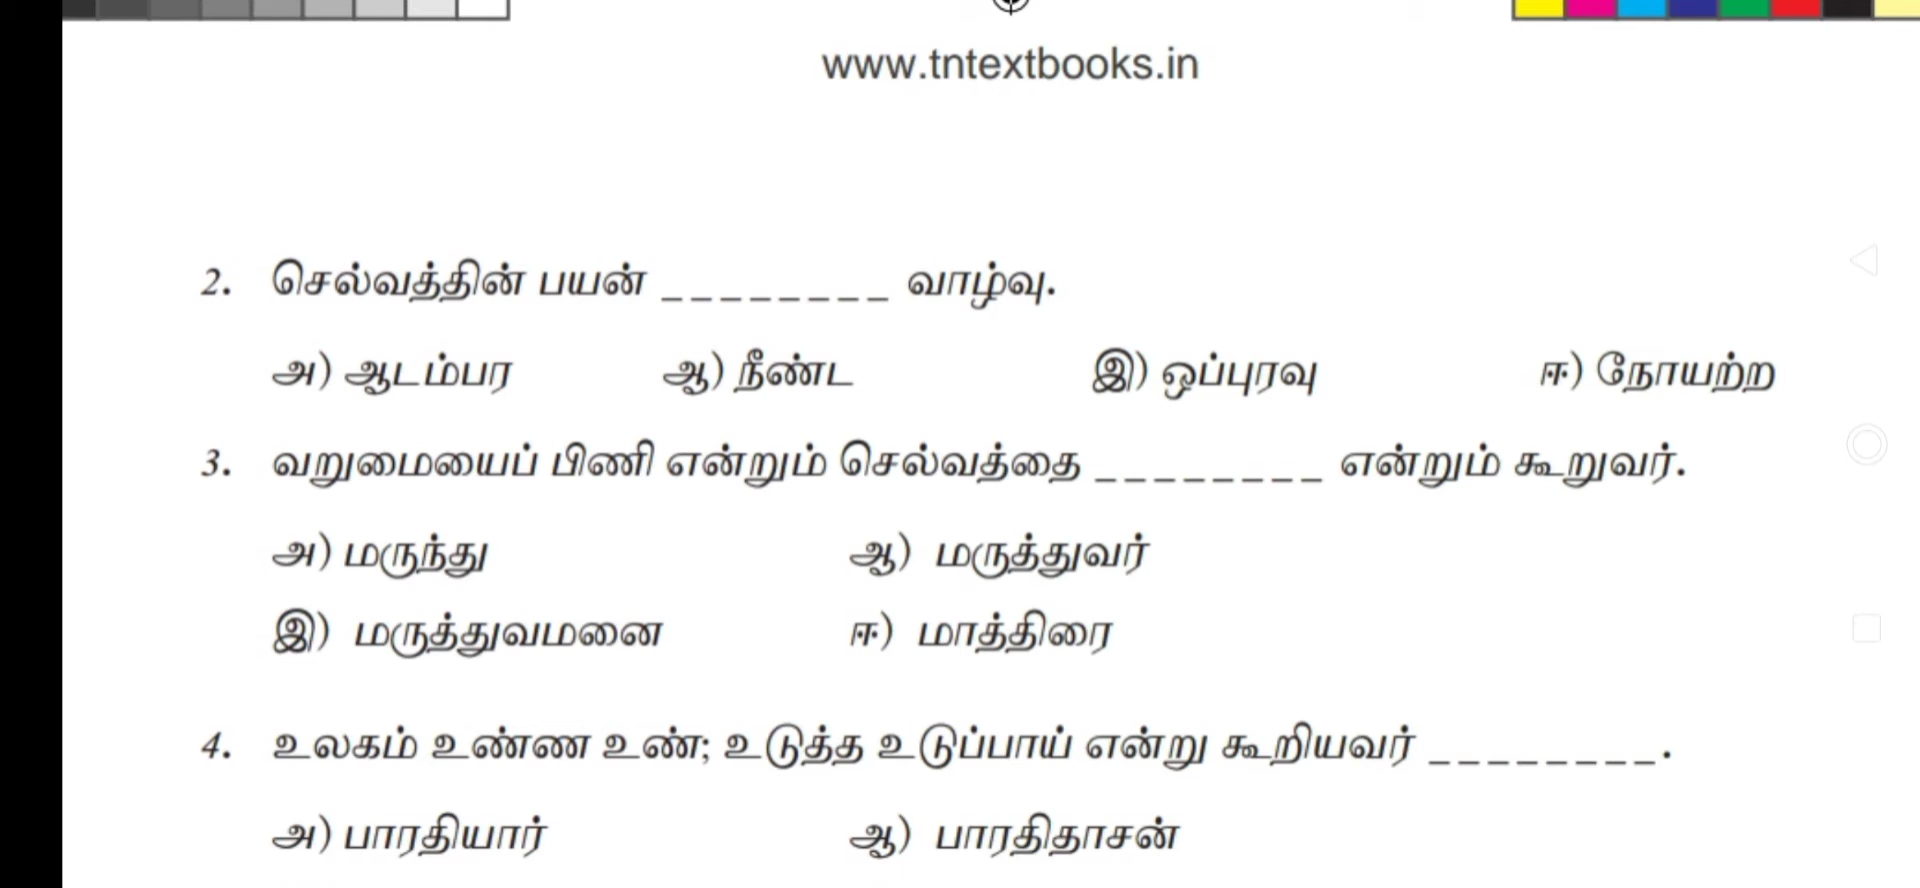 www.tntextbooks.in
2. செல்வத்தின் பயன் ________ வாழ்வு.
அ) ஆடம்பர ஆ) நீண்ட இ) ஒப்புரவு ஈ) நோயற்ற
3. வறுமையைப் பிணி என்றும் செல்வத்தை ________ என்றும் கூறுவர்.
அ) மருந்து ஆ) மருத்துவர்
இ) மருத்துவமனை ஈ) மாத்திரை
4. உலகம் உண்ண உண்; உடுத்த உடுப்பாய் என்று கூறியவர் ________.
அ) பாரதியார் ஆ) பாரதிதாசன்